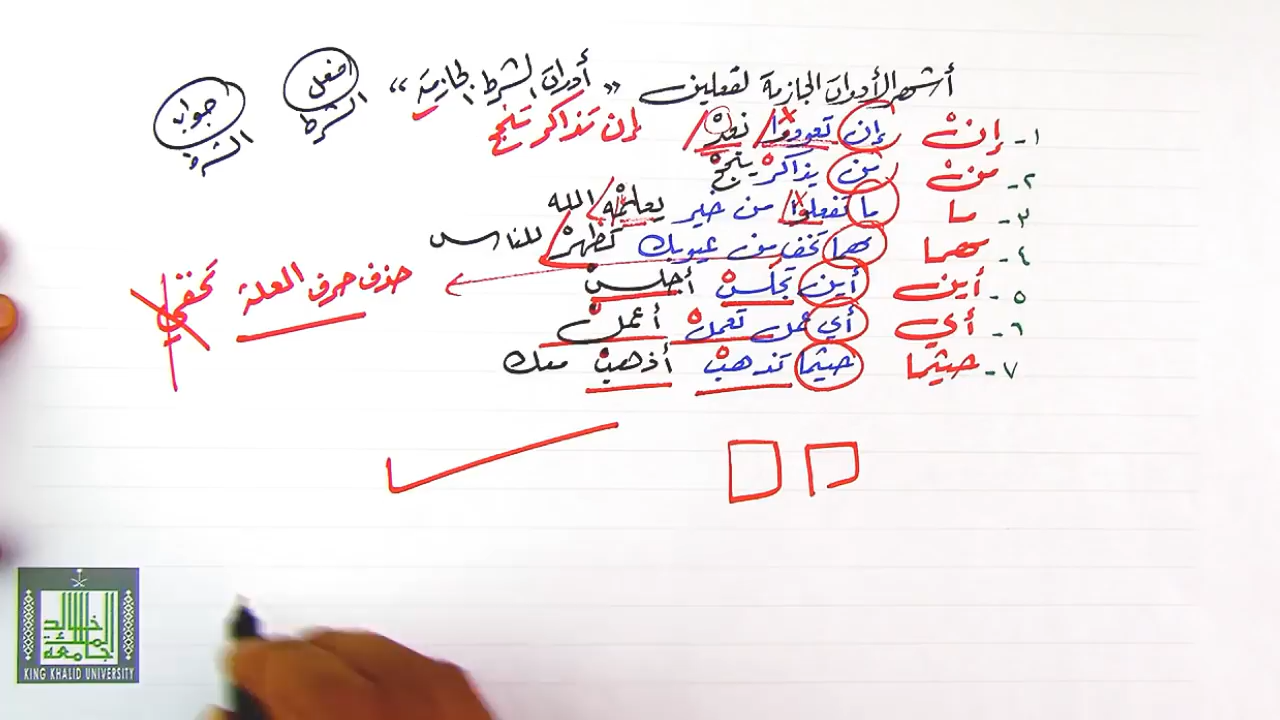 أشهر الأدوات الجازمة لفعلين "أدوات الشرط الجازمة"
فعل الشرط
جواب الشرط
١- إنْ إن تعودوا نعدْ إن تذاكر تنجح
٢- منْ من يذاكرْ ينجحْ
٣- ما ما تفعلوا من خير يعلمْه الله
٤- مهما مهما تخف من عيوبك تظهرْ للناس
٥- أين أين تجلسْ أجلسْ
٦- أي أي عمل تعملْ أعملْ
٧- حيثما حيثما تذهبْ أذهبْ معك
حذف حرف العلة تخفي
جامعة الملك خالد
KING KHALID UNIVERSITY